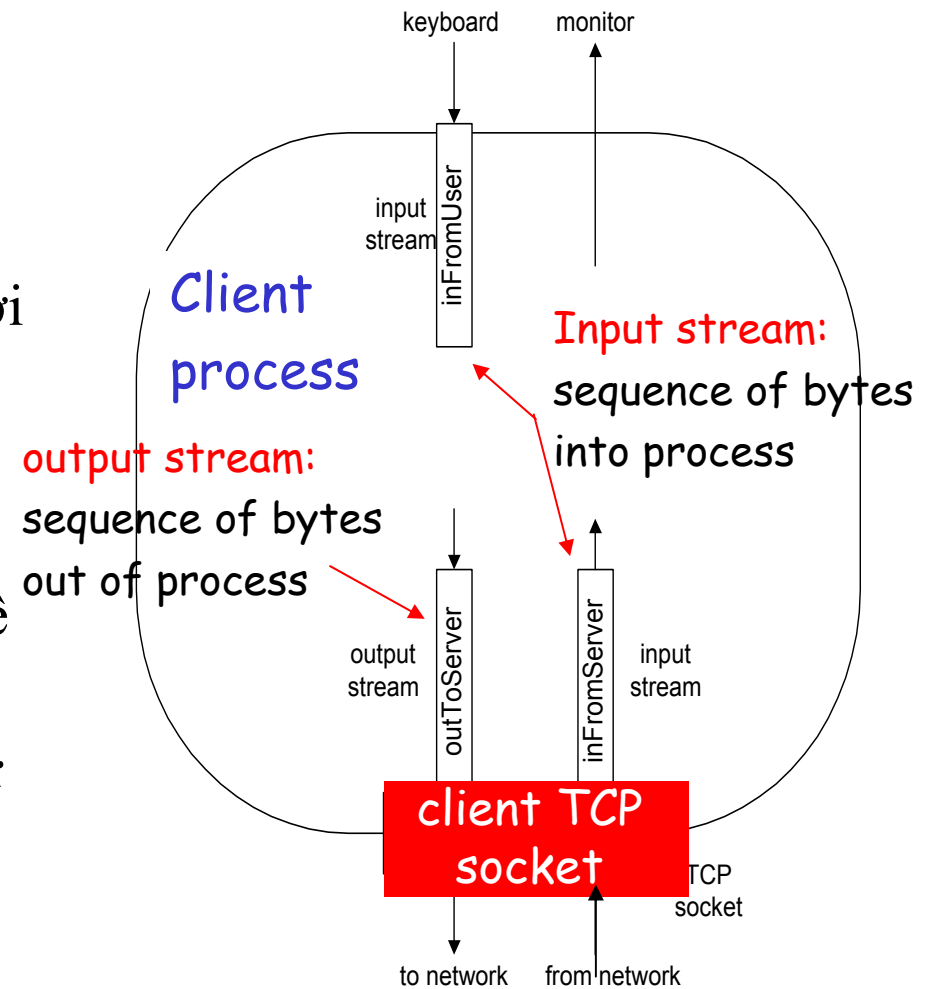 keyboard
monitor
inFromUser
input
stream
Client
process
Input stream:
sequence of bytes
into process
output stream:
sequence of bytes
out of process
output
stream
outToServer
inFromServer
input
stream
client TCP
socket
TCP
socket
to network
from network